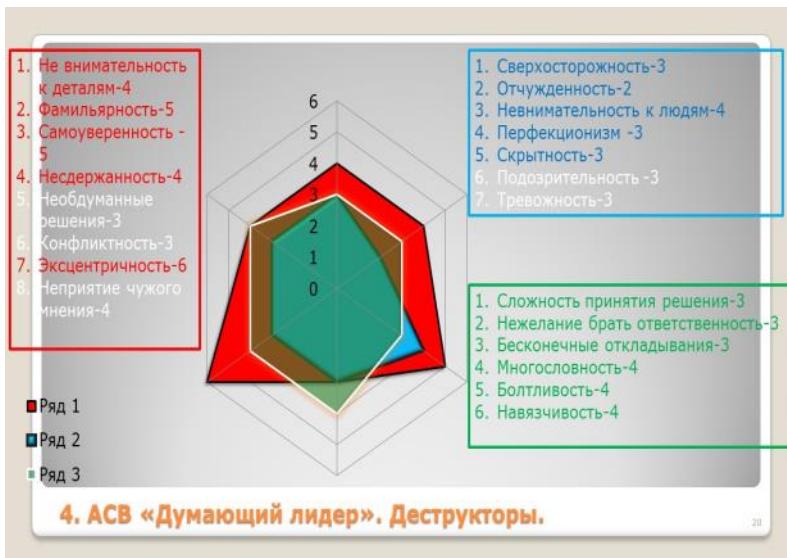 1. Не внимательность
к деталям-4
2. Фамильярность-5
3. Самоуверенность -
5
4. Несдержанность-4
5. Необдуманные
решения-3
6. Конфликтность-3
7. Эксцентричность-6
8. Неприятие чужого
мнения-4
6
5
4
3
2
1
0
1. Сверхосторожность-3
2. Отчужденность-2
3. Невнимательность к людям-4
4. Перфекционизм -3
5. Скрытность-3
6. Подозрительность -3
7. Тревожность-3
1. Сложность принятия решения-3
2. Нежелание брать ответственность-3
3. Бесконечные откладывания-3
4. Многословность-4
5. Болтливость-4
6. Навязчивость-4
Ряд 1
Ряд 2
Ряд 3
4. АСВ «Думающий лидер». Деструкторы.
20